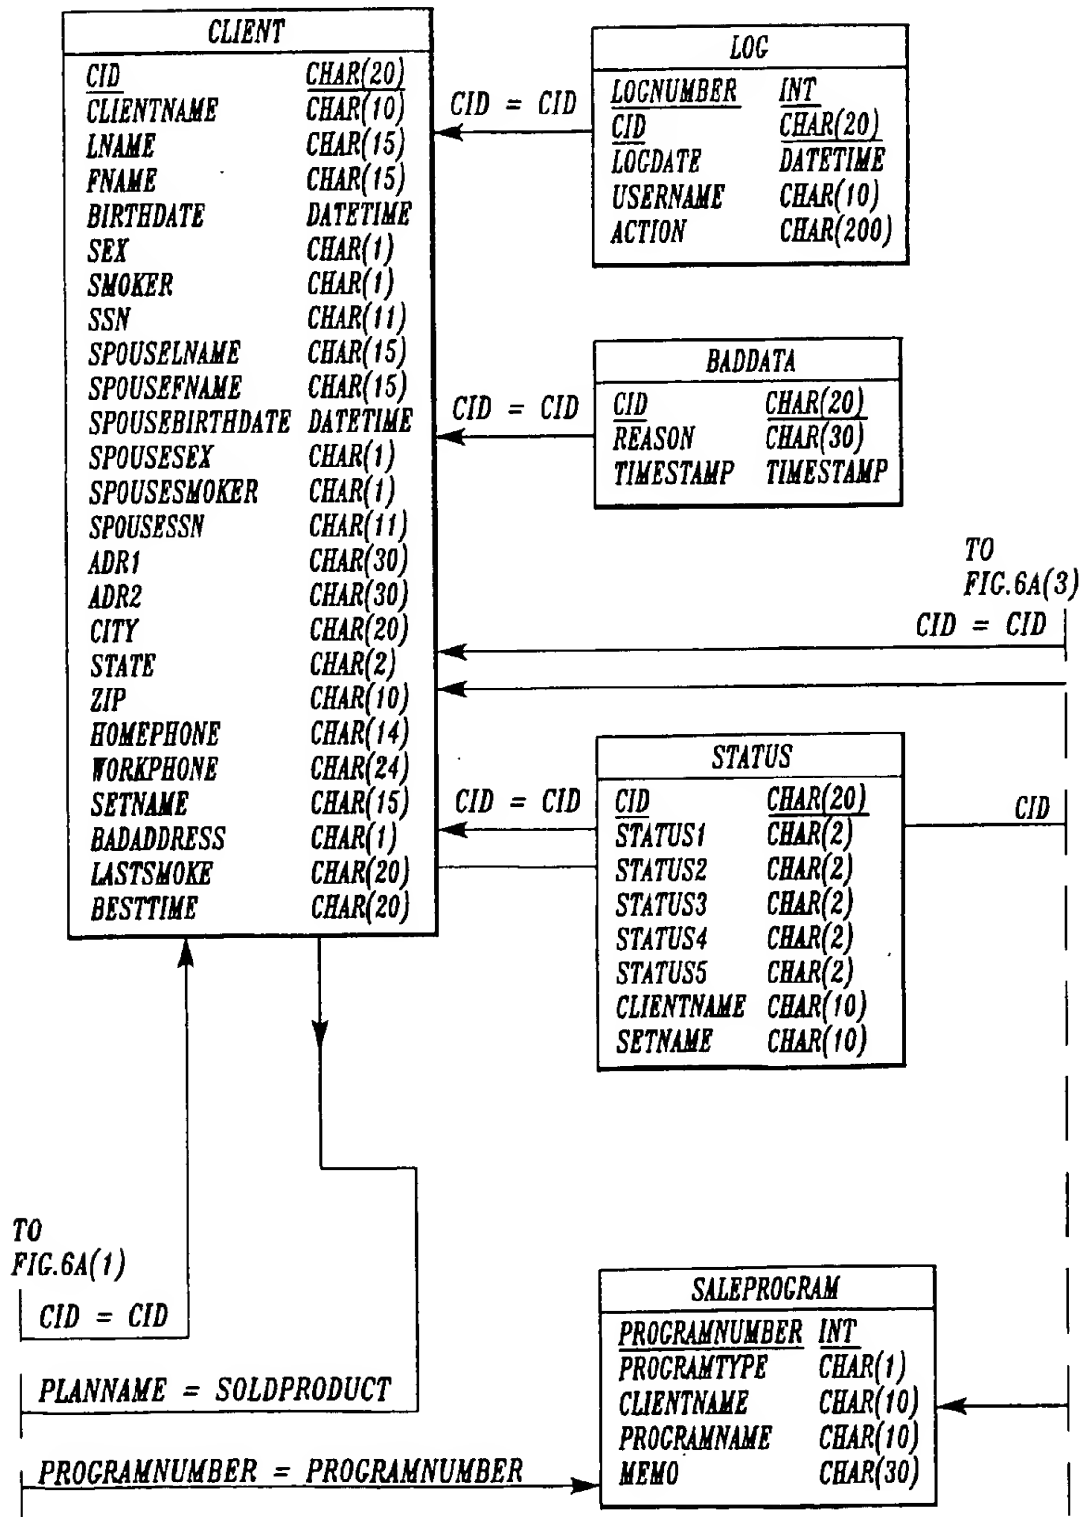 CLIENT
CID CHAR(20)
CLIENTNAME CHAR(10)
LNAME CHAR(15)
FNAME CHAR(15)
BIRTHDATE DATETIME
SEX CHAR(1)
SMOKER CHAR(1)
SSN CHAR(11)
SPOUSELNAME CHAR(15)
SPOUSEFNAME CHAR(15)
SPOUSEBIRTHDATE DATETIME
SPOUSESEX CHAR(1)
SPOUSESMOKER CHAR(1)
SPOUSESSN CHAR(11)
ADR1 CHAR(30)
ADR2 CHAR(30)
CITY CHAR(20)
STATE CHAR(2)
ZIP CHAR(10)
HOMEPHONE CHAR(14)
WORKPHONE CHAR(24)
SETNAME CHAR(15)
BADADDRESS CHAR(1)
LASTSMOKE CHAR(20)
BESTTIME CHAR(20)
CID = CID
LOG
LOGNUMBER INT
CID CHAR(20)
LOGDATE DATETIME
USERNAME CHAR(10)
ACTION CHAR(200)
CID = CID
BADDATA
CID CHAR(20)
REASON CHAR(30)
TIMESTAMP TIMESTAMP
TO
FIG.6A(3)
CID = CID
CID = CID
STATUS
CID CHAR(20)
STATUS1 CHAR(2)
STATUS2 CHAR(2)
STATUS3 CHAR(2)
STATUS4 CHAR(2)
STATUS5 CHAR(2)
CLIENTNAME CHAR(10)
SETNAME CHAR(10)
CID
TO
FIG.6A(1)
CID = CID
PLANNAME = SOLDPRODUCT
PROGRAMNUMBER = PROGRAMNUMBER
SALEPROGRAM
PROGRAMNUMBER INT
PROGRAMTYPE CHAR(1)
CLIENTNAME CHAR(10)
PROGRAMNAME CHAR(10)
MEMO CHAR(30)